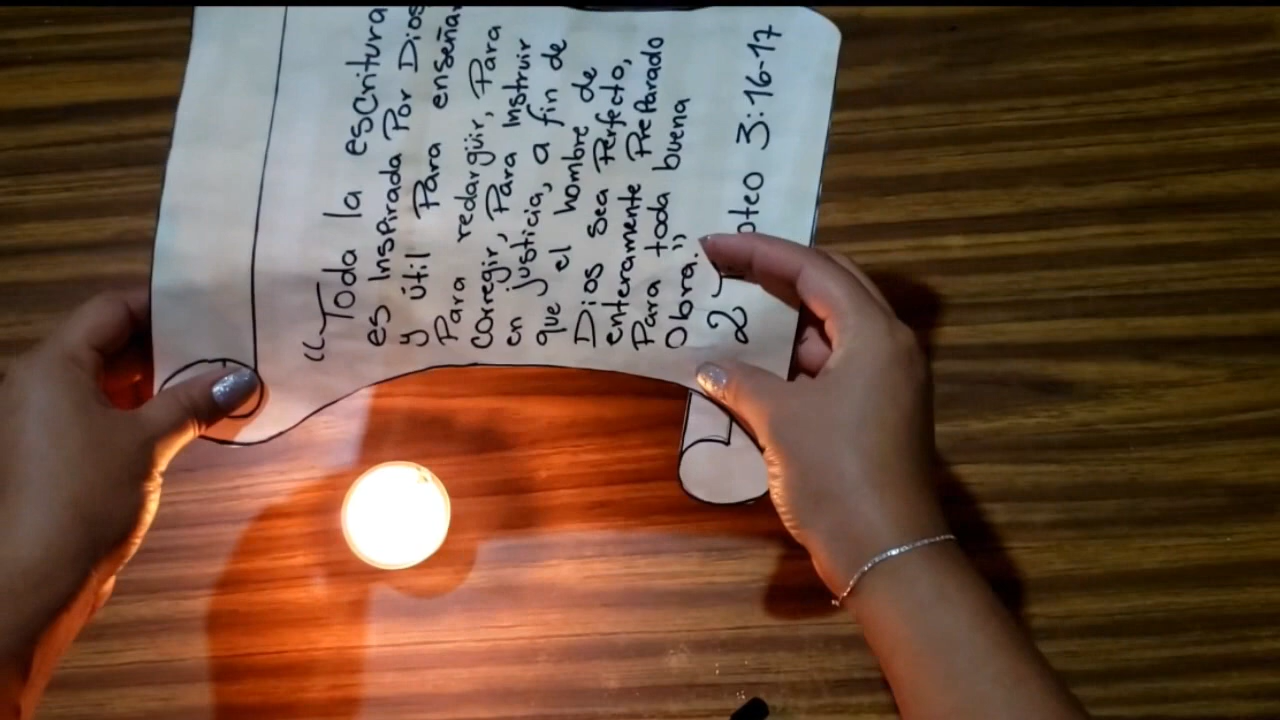 “Toda la escritura
es Inspirada Por Dios
y útil Para enseñar
Para redargüir, Para
corregir, Para Instruir
en justicia, a fin de
que el hombre de
Dios sea Perfecto,
enteramente PrePaRado
Para toda buena
Obra.”
2 oteo 3:16-17